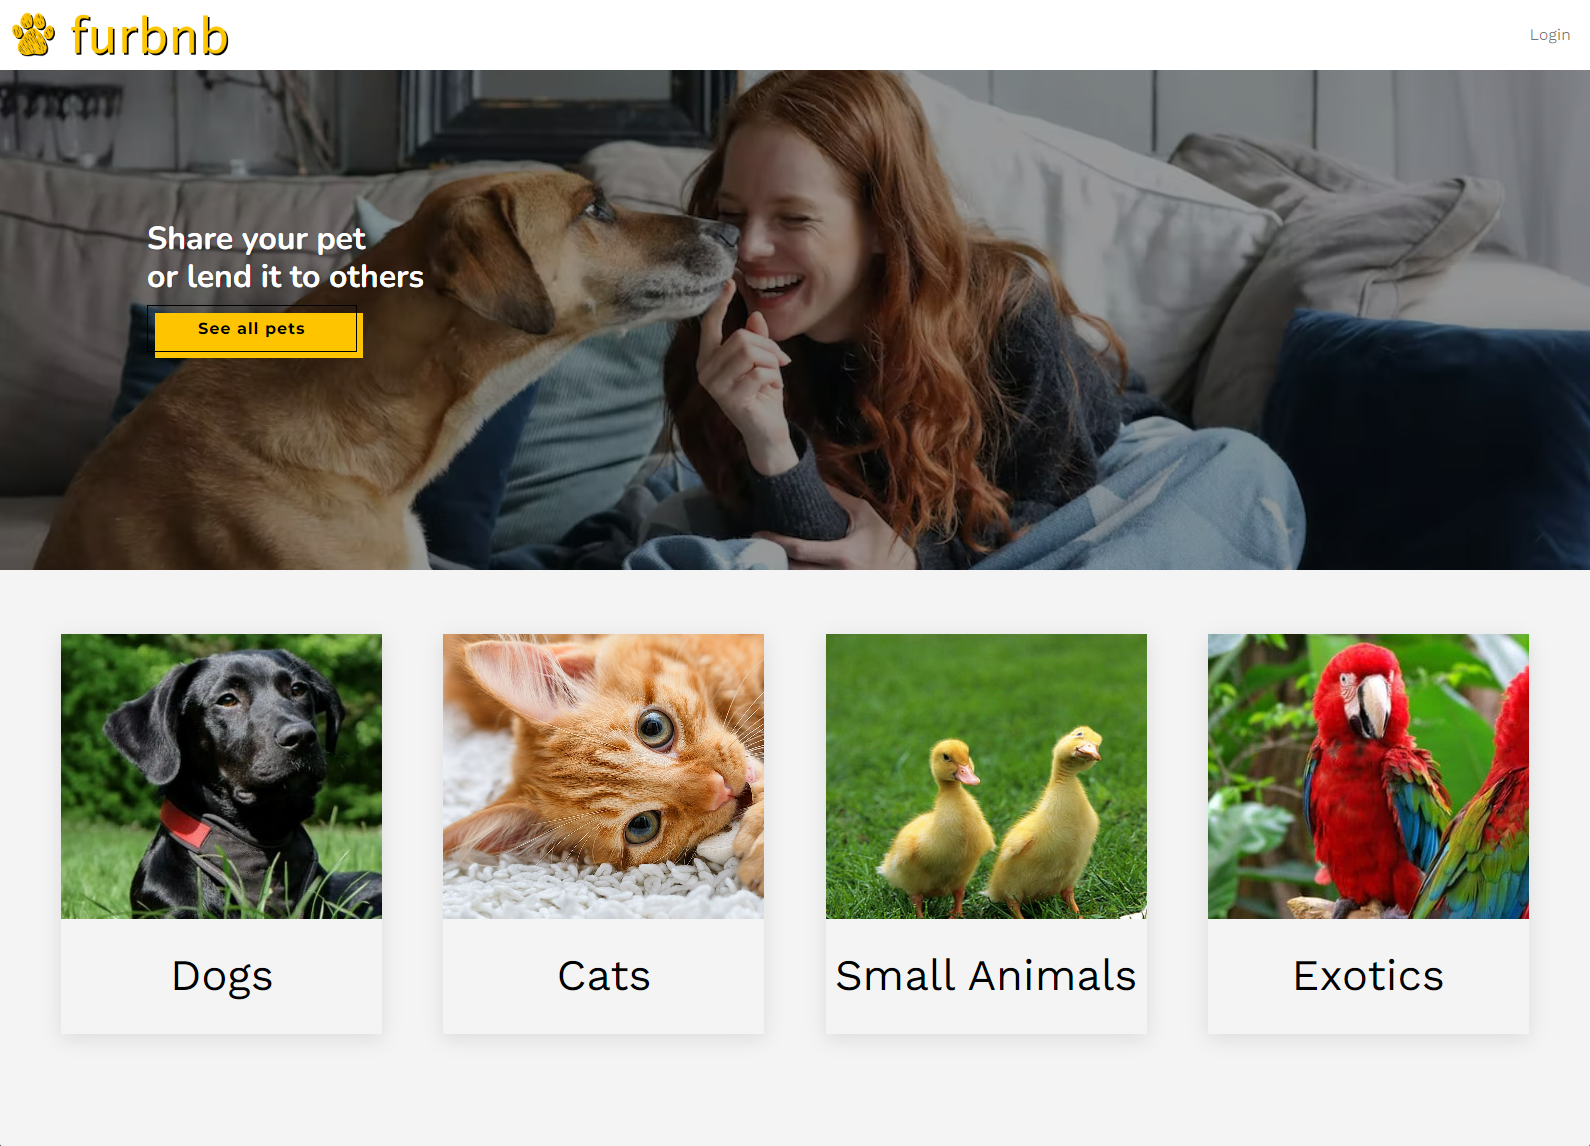 furbnb
Login
Share your pet
or lend it to others
See all pets
Dogs
Cats
Small Animals
Exotics